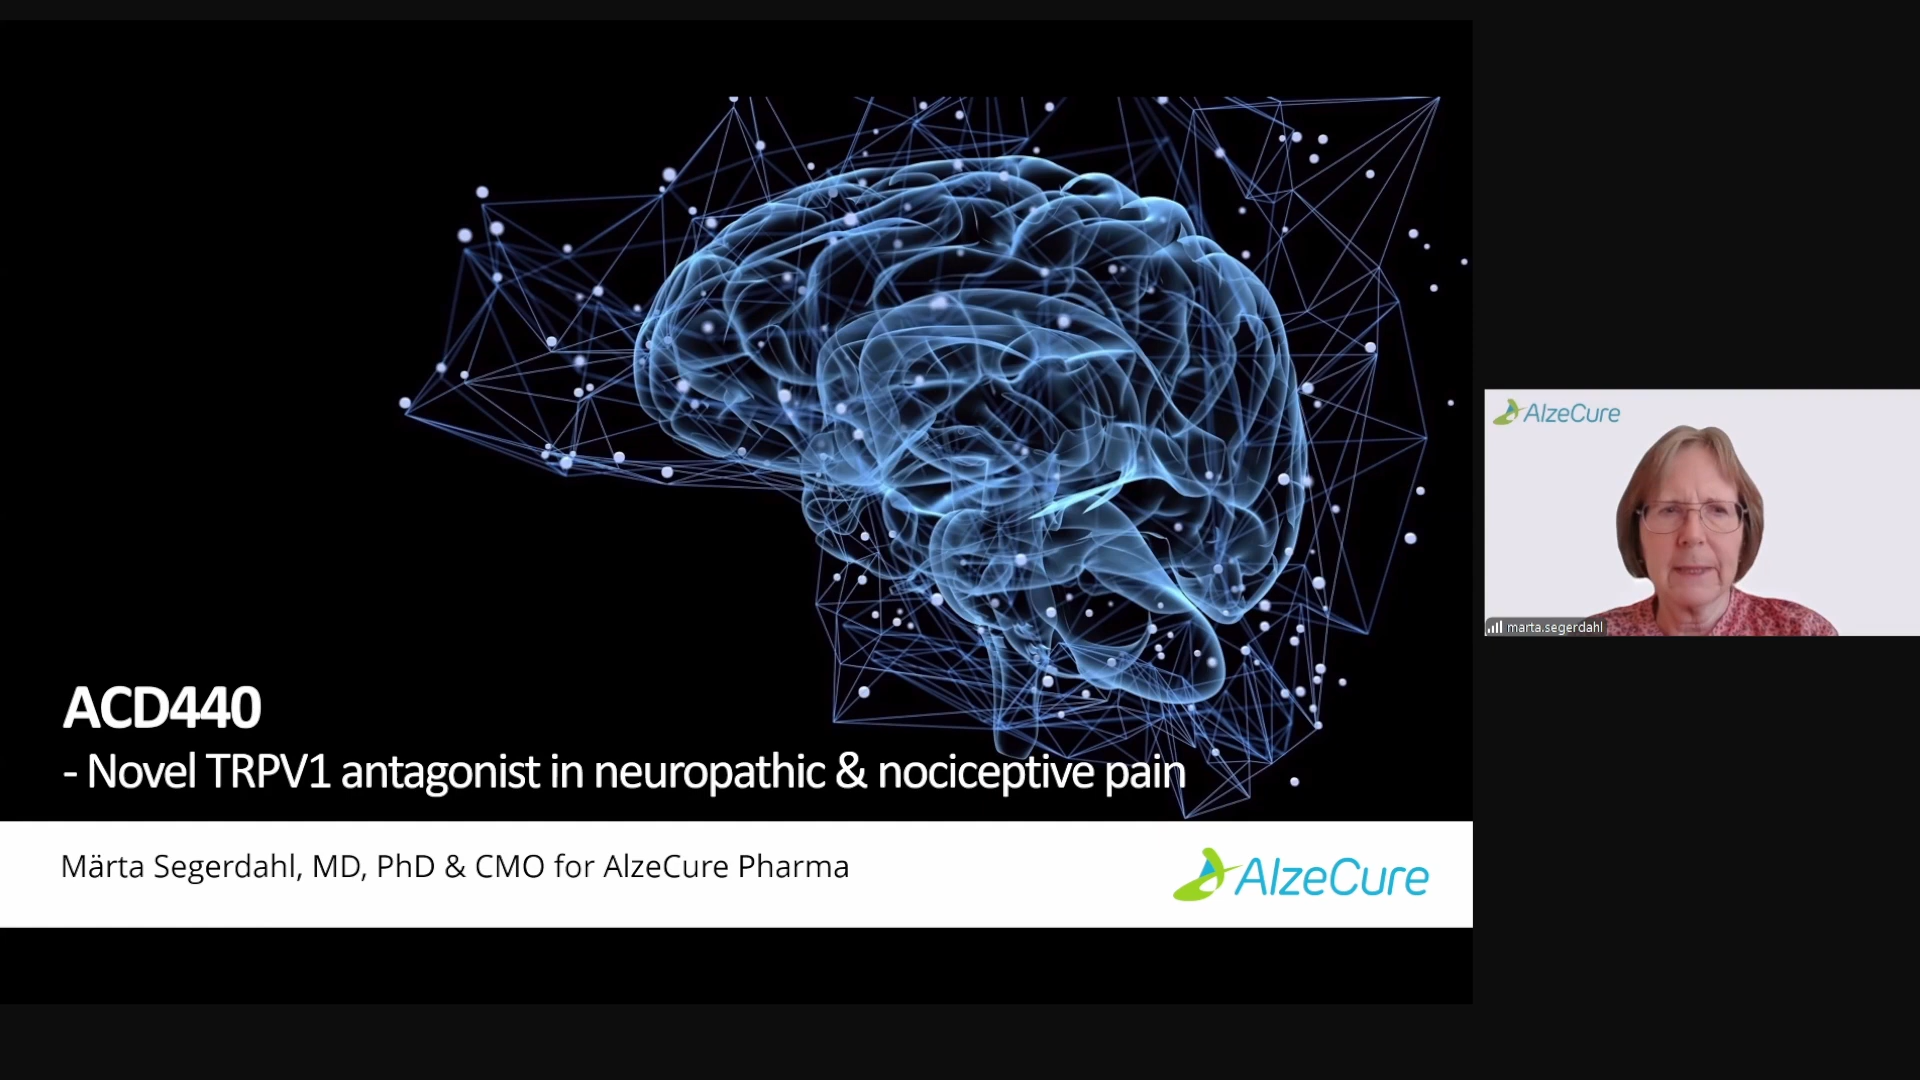 ACD440
- Novel TRPV1 antagonist in neuropathic & nociceptive pain
Märta Segerdahl, MD, PhD & CMO for AlzeCure Pharma
AlzeCure
AlzeCure
marta.segerdahl